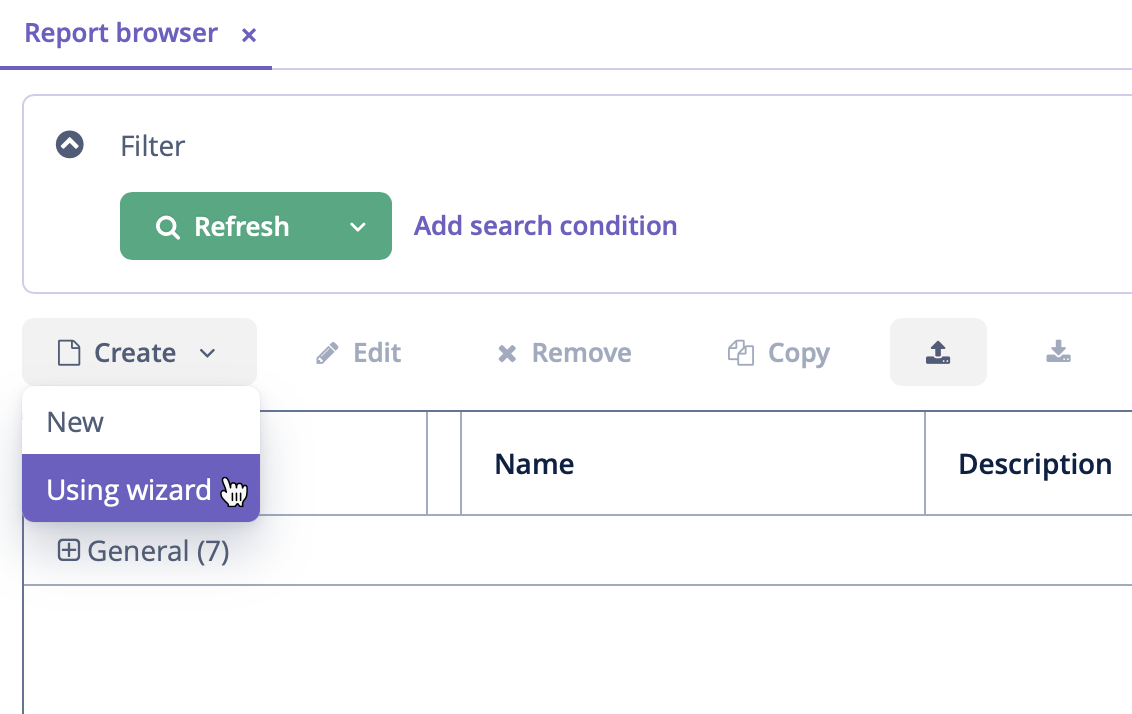 Report browser
Filter
Refresh Add search condition
Create Edit Remove Copy
New
Using wizard
Name Description
General (7)